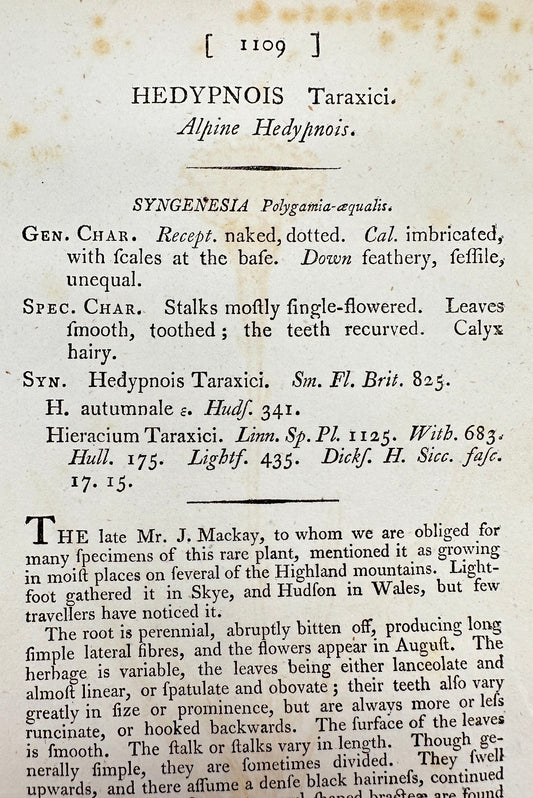 [ 1109 ]
HEDYPNOIS Taraxici.
Alpine Hedypnois.
SYNGENESIA Polygamia-æqualis.
GEN. CHAR. Recept. naked, dotted. Cal. imbricated,
with ſcales at the baſe. Down feathery, ſeſſile,
unequal.
SPEC. CHAR. Stalks moſtly ſingle-flowered. Leaves
ſmooth, toothed; the teeth recurved. Calyx
hairy.
SYN. Hedypnois Taraxici. Sm. Fl. Brit. 825.
H. autumnale ε. Hudſ. 341.
Hieracium Taraxici. Linn. Sp. Pl. 1125. With. 683.
Hull. 175. Lightf. 435. Dickſ. H. Sicc. faſc.
17. 15.
THE late Mr. J. Mackay, to whom we are obliged for
many ſpecimens of this rare plant, mentioned it as growing
in moiſt places on ſeveral of the Highland mountains. Light-
foot gathered it in Skye, and Hudſon in Wales, but few
travellers have noticed it.
The root is perennial, abruptly bitten off, producing long
ſimple lateral fibres, and the flowers appear in Auguſt. The
herbage is variable, the leaves being either lanceolate and
almoſt linear, or ſpatulate and obovate; their teeth alſo vary
greatly in ſize or prominence, but are always more or leſs
runcinate, or hooked backwards. The ſurface of the leaves
is ſmooth. The ſtalk or ſtalks vary in length. Though ge-
nerally ſimple, they are ſometimes divided. They ſwell
upwards, and there aſſume a denſe black hairineſs, continued
ſhaped bracteæ are found